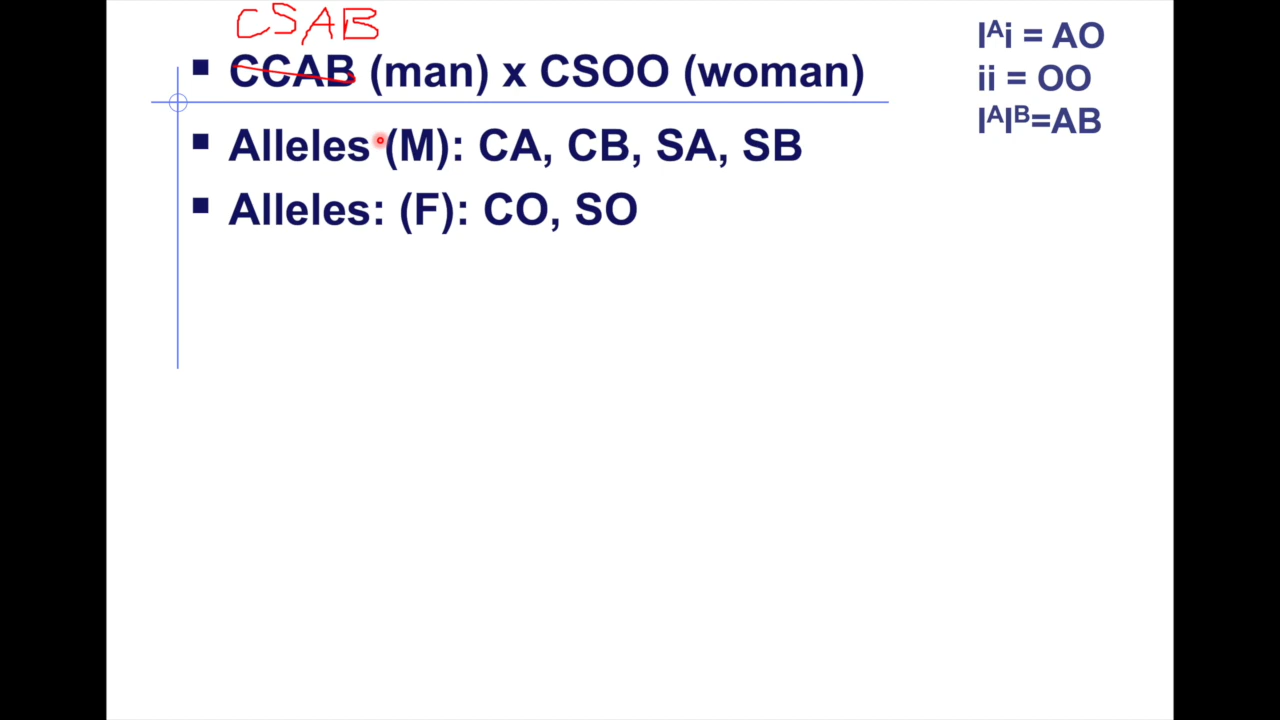 CSAB
CCAB (man) x CSOO (woman)
Alleles (M): CA, CB, SA, SB
Alleles: (F): CO, SO
Iᴬi = AO
ii = OO
IᴬIᴮ=AB